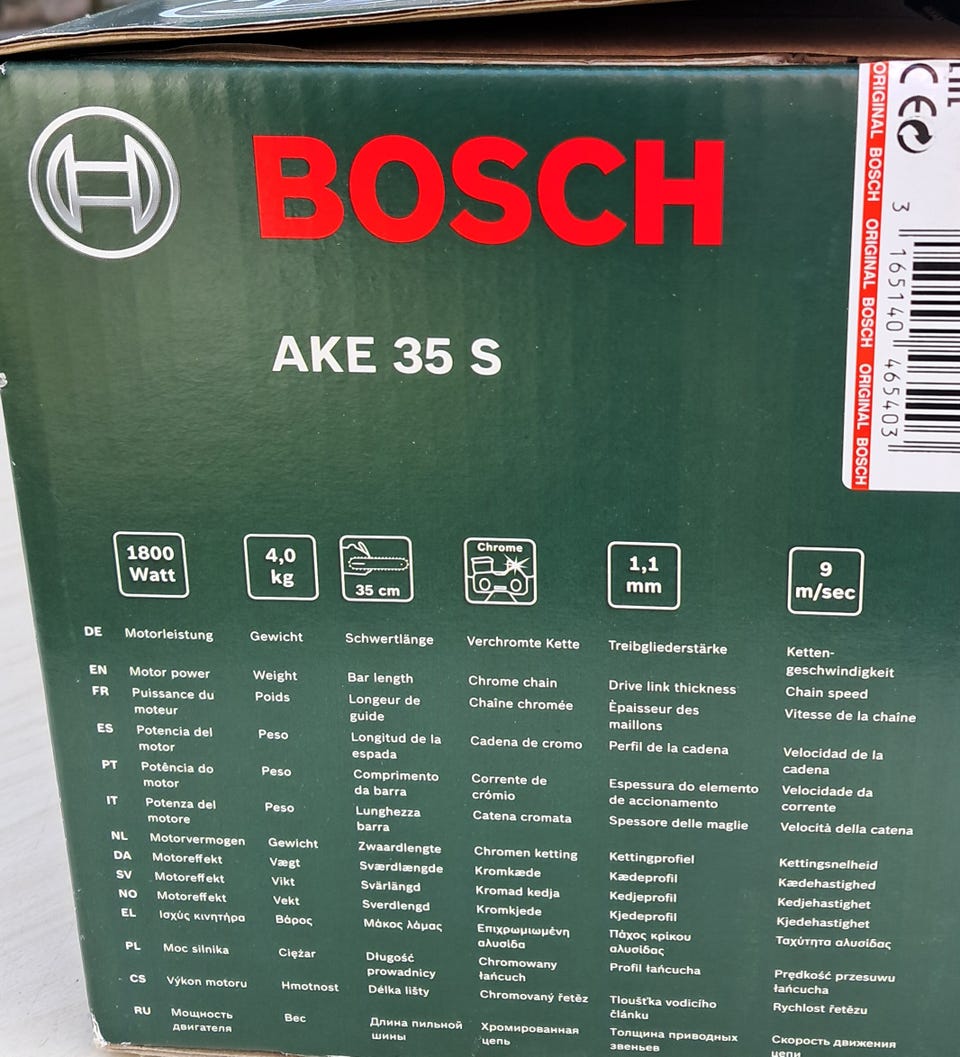 BOSCH
AKE 35 S
ORIGINAL BOSCH ORIGINAL BOSCH ORIGINAL BOSCH
CE
3 165140 465403
1800 Watt 4,0 kg 35 cm Chrome 1,1 mm 9 m/sec
DE Motorleistung Gewicht Schwertlänge Verchromte Kette Treibgliederstärke Ketten-geschwindigkeit
EN Motor power Weight Bar length Chrome chain Drive link thickness Chain speed
FR Puissance du moteur Poids Longeur de guide Chaîne chromée Èpaisseur des maillons Vitesse de la chaîne
ES Potencia del motor Peso Longitud de la espada Cadena de cromo Perfil de la cadena Velocidad de la cadena
PT Potência do motor Peso Comprimento da barra Corrente de crómio Espessura do elemento de accionamento Velocidade da corrente
IT Potenza del motore Peso Lunghezza barra Catena cromata Spessore delle maglie Velocità della catena
NL Motorvermogen Gewicht Zwaardlengte Chromen ketting Kettingprofiel Kettingsnelheid
DA Motoreffekt Vægt Sværdlængde Kromkæde Kædeprofil Kædehastighed
SV Motoreffekt Vikt Svärlängd Kromad kedja Kedjeprofil Kedjehastighet
NO Motoreffekt Vekt Sverdlengd Kromkjede Kjedeprofil Kjedehastighet
EL Ισχύς κινητήρα Βάρος Μάκος λάμας Επιχρωμιωμένη αλυσίδα Πάχος κρίκου αλυσίδας Ταχύτητα αλυσίδας
PL Moc silnika Ciężar Długość prowadnicy Chromowany łańcuch Profil łańcucha Prędkość przesuwu łańcucha
CS Výkon motoru Hmotnost Délka lišty Chromovaný řetěz Tloušťka vodicího článku Rychlost řetězu
RU Мощность двигателя Вес Длина пильной шины Хромированная цепь Толщина приводных звеньев Скорость движения цепи